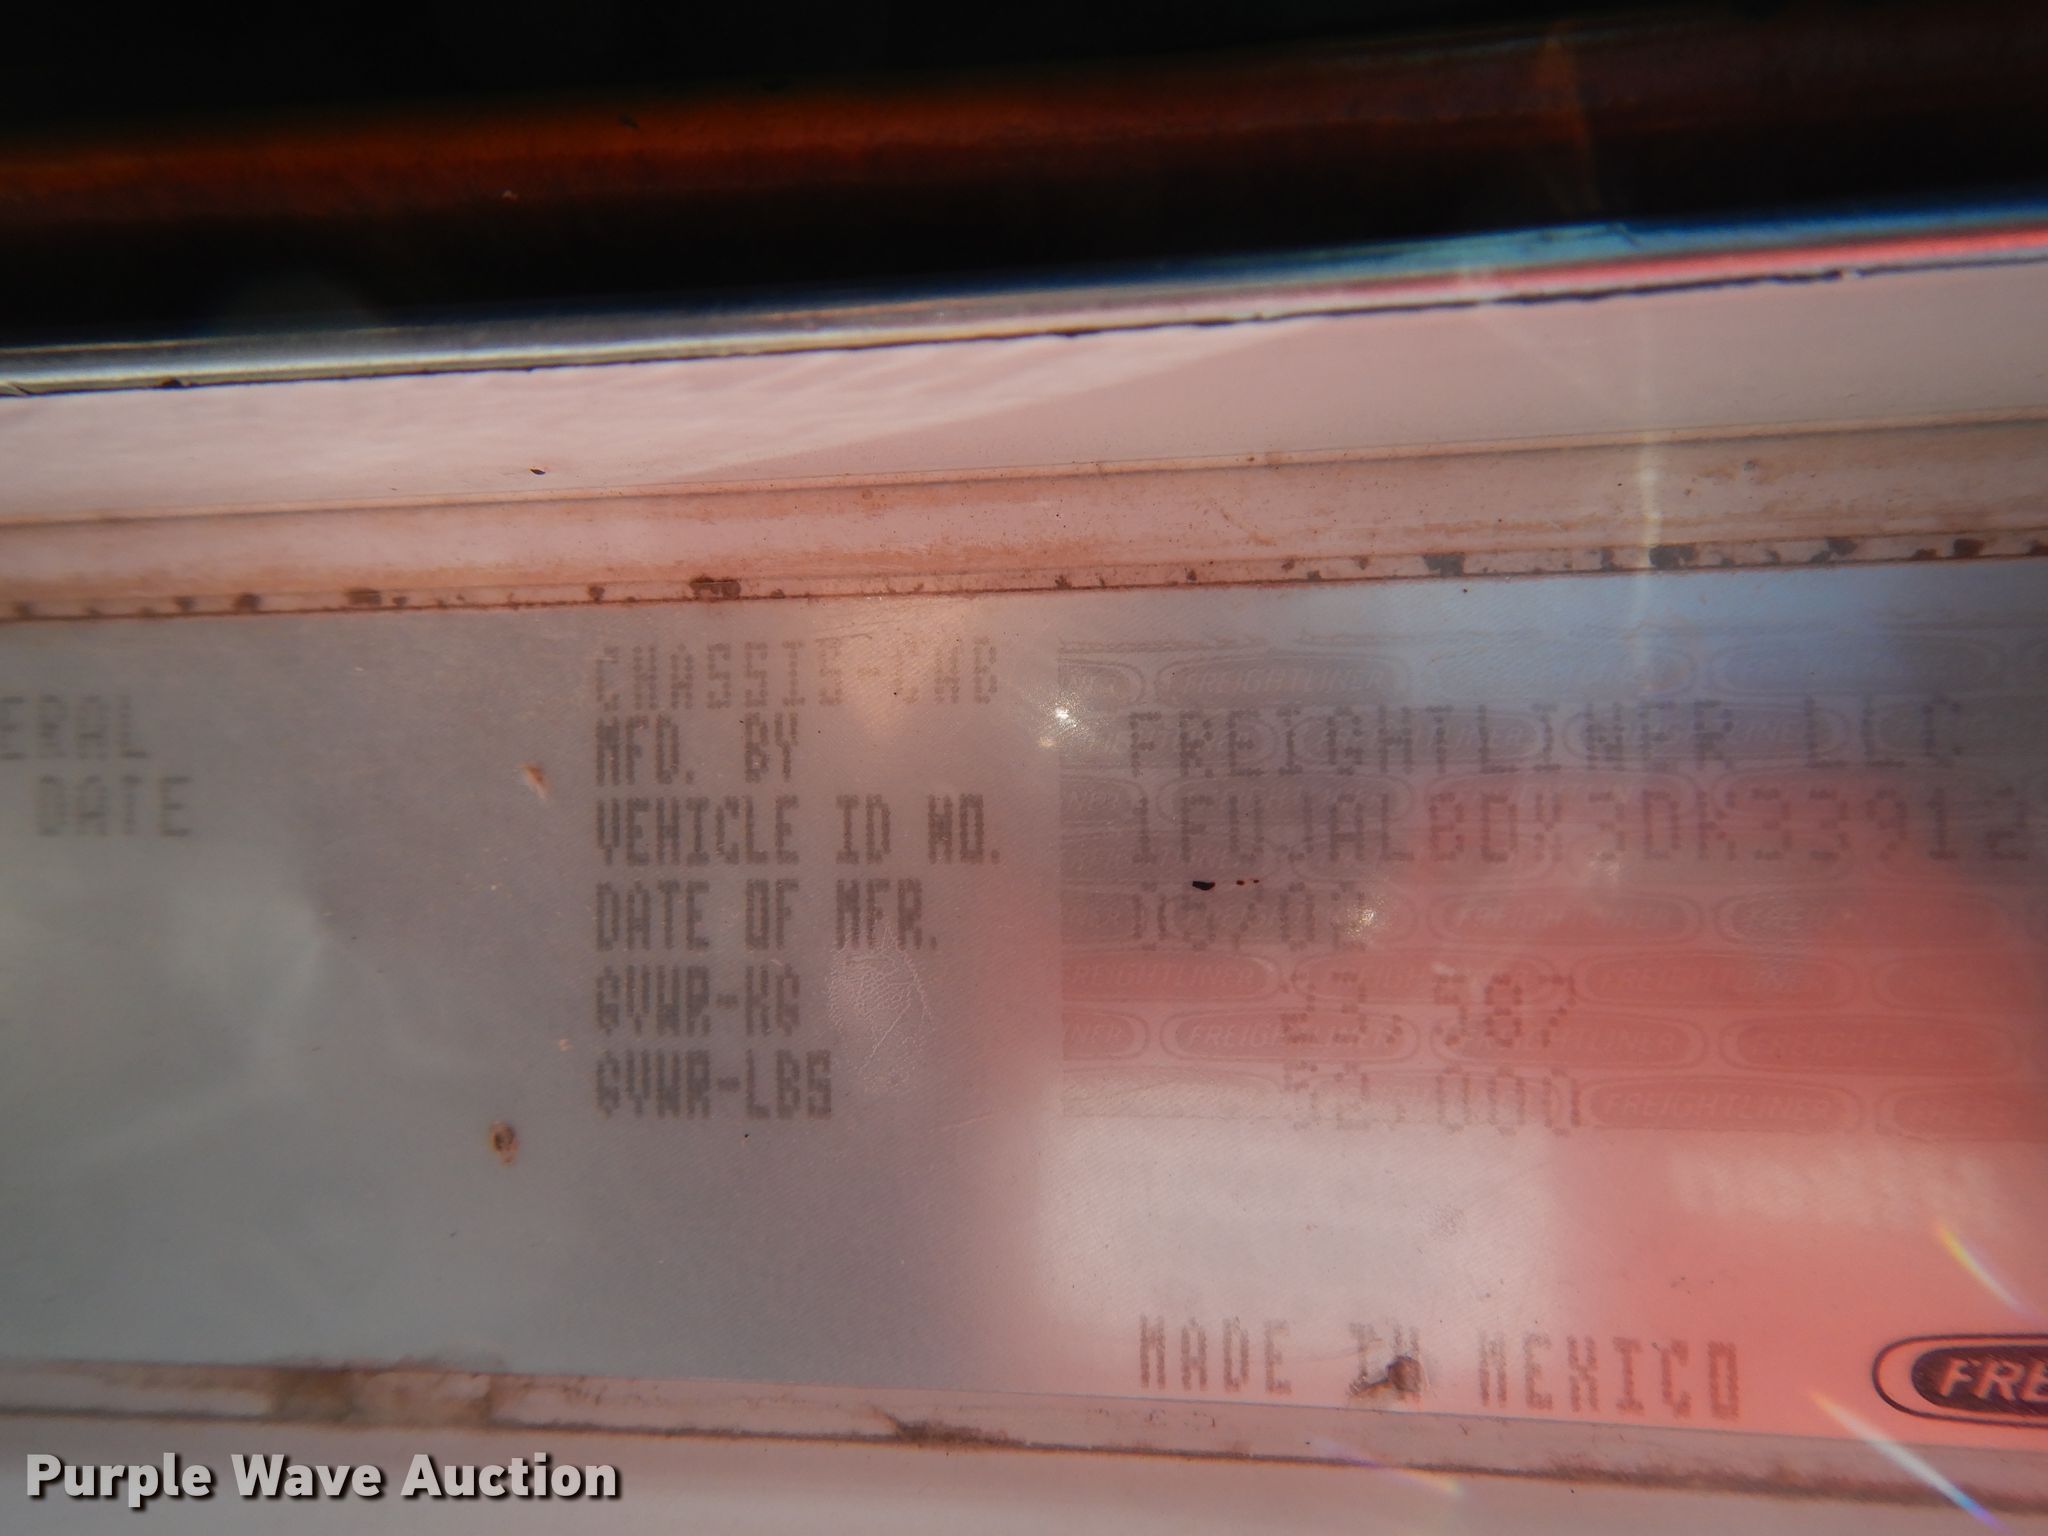 ERAL
DATE
CHASSIS-CAB
MFD. BY FREIGHTLINER LLC
VEHICLE ID NO. 1FUJALBDX3DK33912
DATE OF MFR.
GVWR-KG 23,587
GVWR-LBS 52,000
MADE IN MEXICO
FRE
Purple Wave Auction